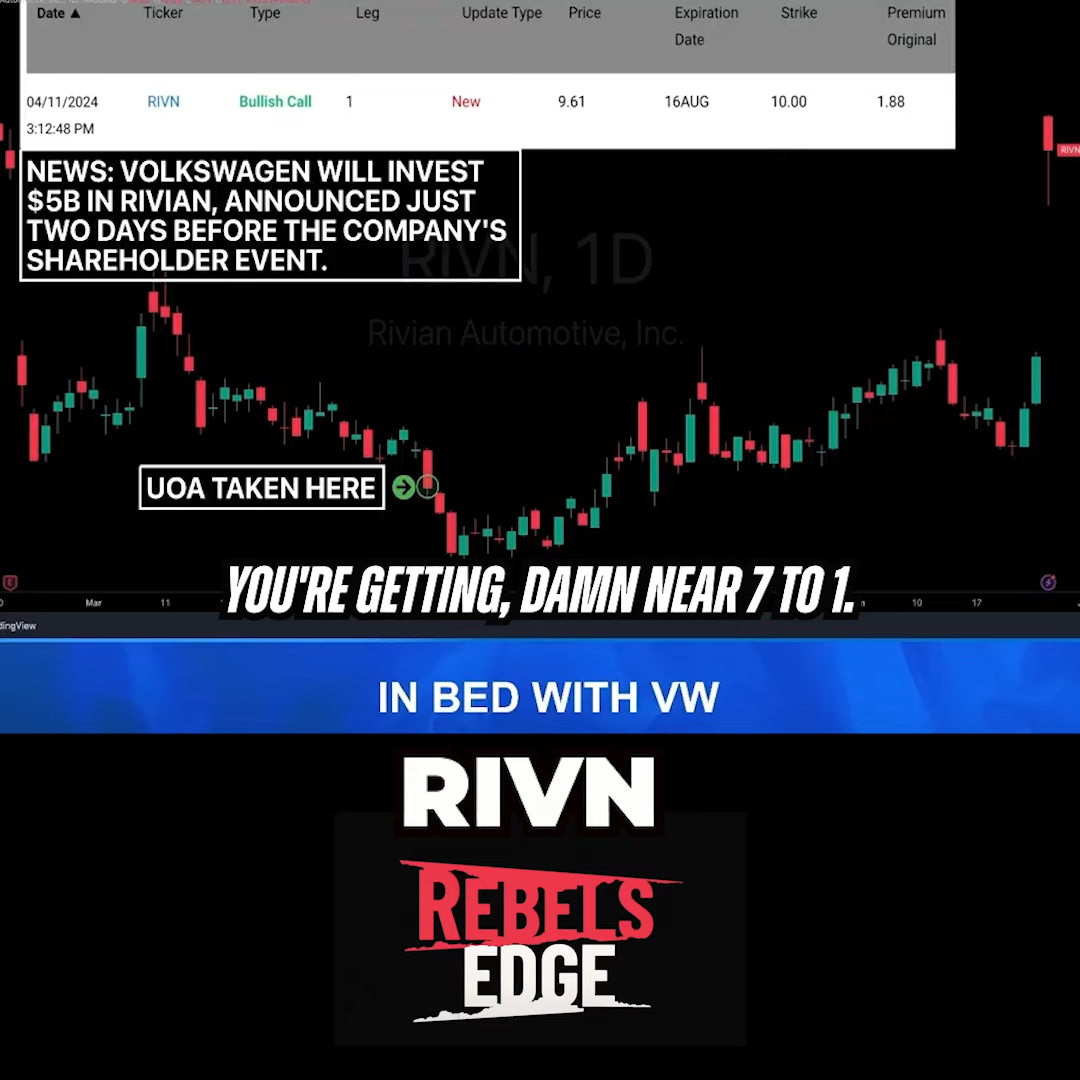 Date ▲ Ticker Type Leg Update Type Price Expiration Date Strike Premium Original
04/11/2024 3:12:48 PM RIVN Bullish Call 1 New 9.61 16AUG 10.00 1.88
RIVN
NEWS: VOLKSWAGEN WILL INVEST
$5B IN RIVIAN, ANNOUNCED JUST
TWO DAYS BEFORE THE COMPANY'S
SHAREHOLDER EVENT.
RIVN, 1D
Rivian Automotive, Inc.
UOA TAKEN HERE
YOU'RE GETTING, DAMN NEAR 7 TO 1.
Mar 11 10 17
IN BED WITH VW
RIVN
REBELS
EDGE